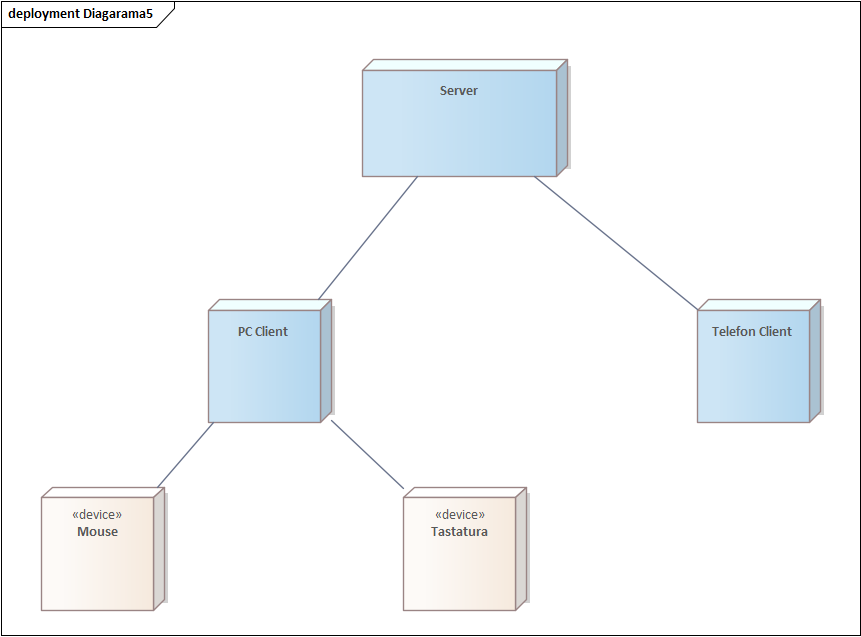 deployment Diagarama5
Server
PC Client
Telefon Client
«device»
Mouse
«device»
Tastatura